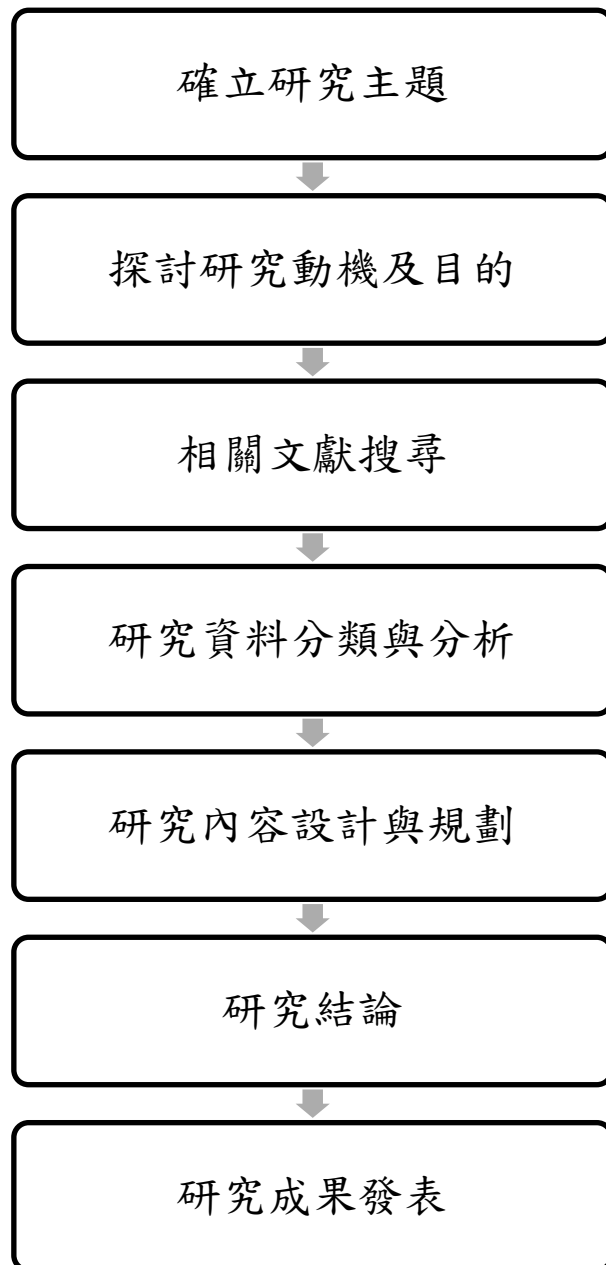 確立研究主題
探討研究動機及目的
相關文獻搜尋
研究資料分類與分析
研究內容設計與規劃
研究結論
研究成果發表